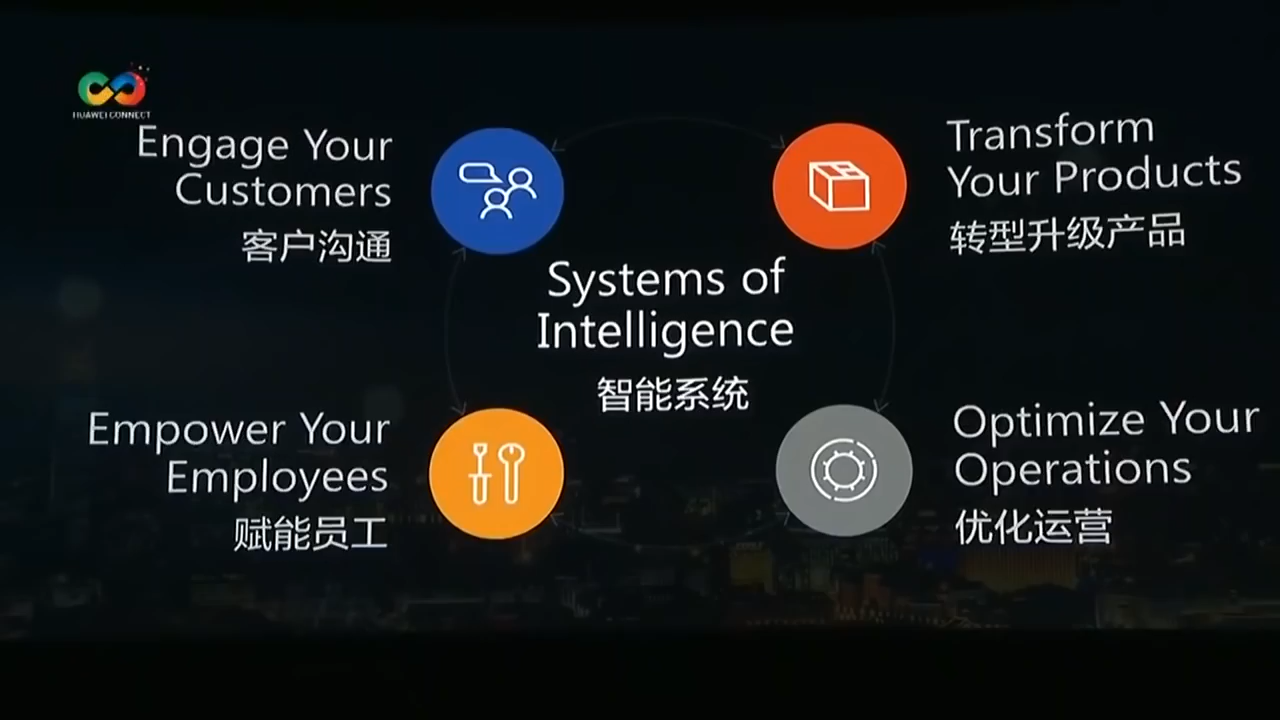 HUAWEI CONNECT
Engage Your
Customers
客户沟通
Transform
Your Products
转型升级产品
Systems of
Intelligence
智能系统
Empower Your
Employees
赋能员工
Optimize Your
Operations
优化运营